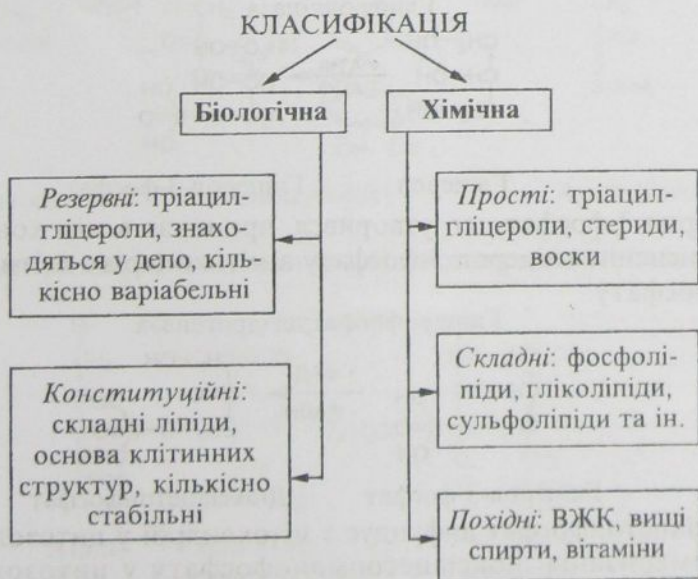 КЛАСИФІКАЦІЯ
Біологічна
Хімічна
Резервні: тріацил-
гліцероли, знахо-
дяться у депо, кіль-
кісно варіабельні
Прості: тріацил-
гліцероли, стериди,
воски
Конституційні:
складні ліпіди,
основа клітинних
структур, кількісно
стабільні
Складні: фосфолі-
піди, гліколіпіди,
сульфоліпіди та ін.
Похідні: ВЖК, вищі
спирти, вітаміни